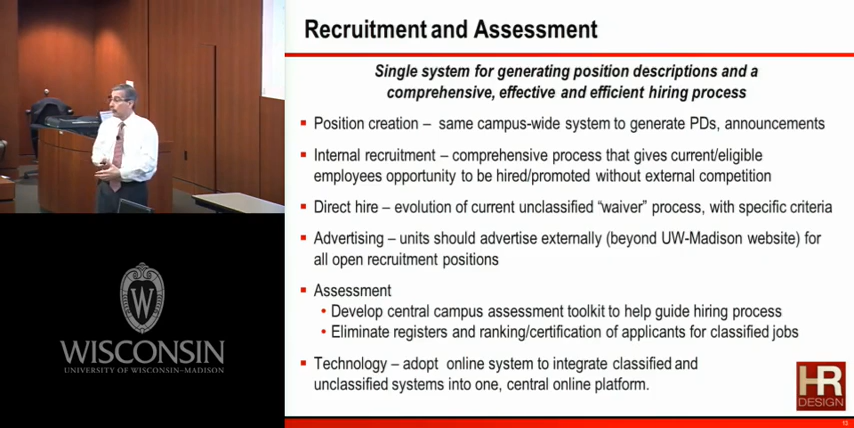 Recruitment and Assessment
Single system for generating position descriptions and a
comprehensive, effective and efficient hiring process
Position creation – same campus-wide system to generate PDs, announcements
Internal recruitment – comprehensive process that gives current/eligible
employees opportunity to be hired/promoted without external competition
Direct hire – evolution of current unclassified “waiver” process, with specific criteria
Advertising – units should advertise externally (beyond UW-Madison website) for
all open recruitment positions
Assessment
• Develop central campus assessment toolkit to help guide hiring process
• Eliminate registers and ranking/certification of applicants for classified jobs
Technology – adopt online system to integrate classified and
unclassified systems into one, central online platform.
W
WISCONSIN
UNIVERSITY OF WISCONSIN–MADISON
HR
DESIGN
13